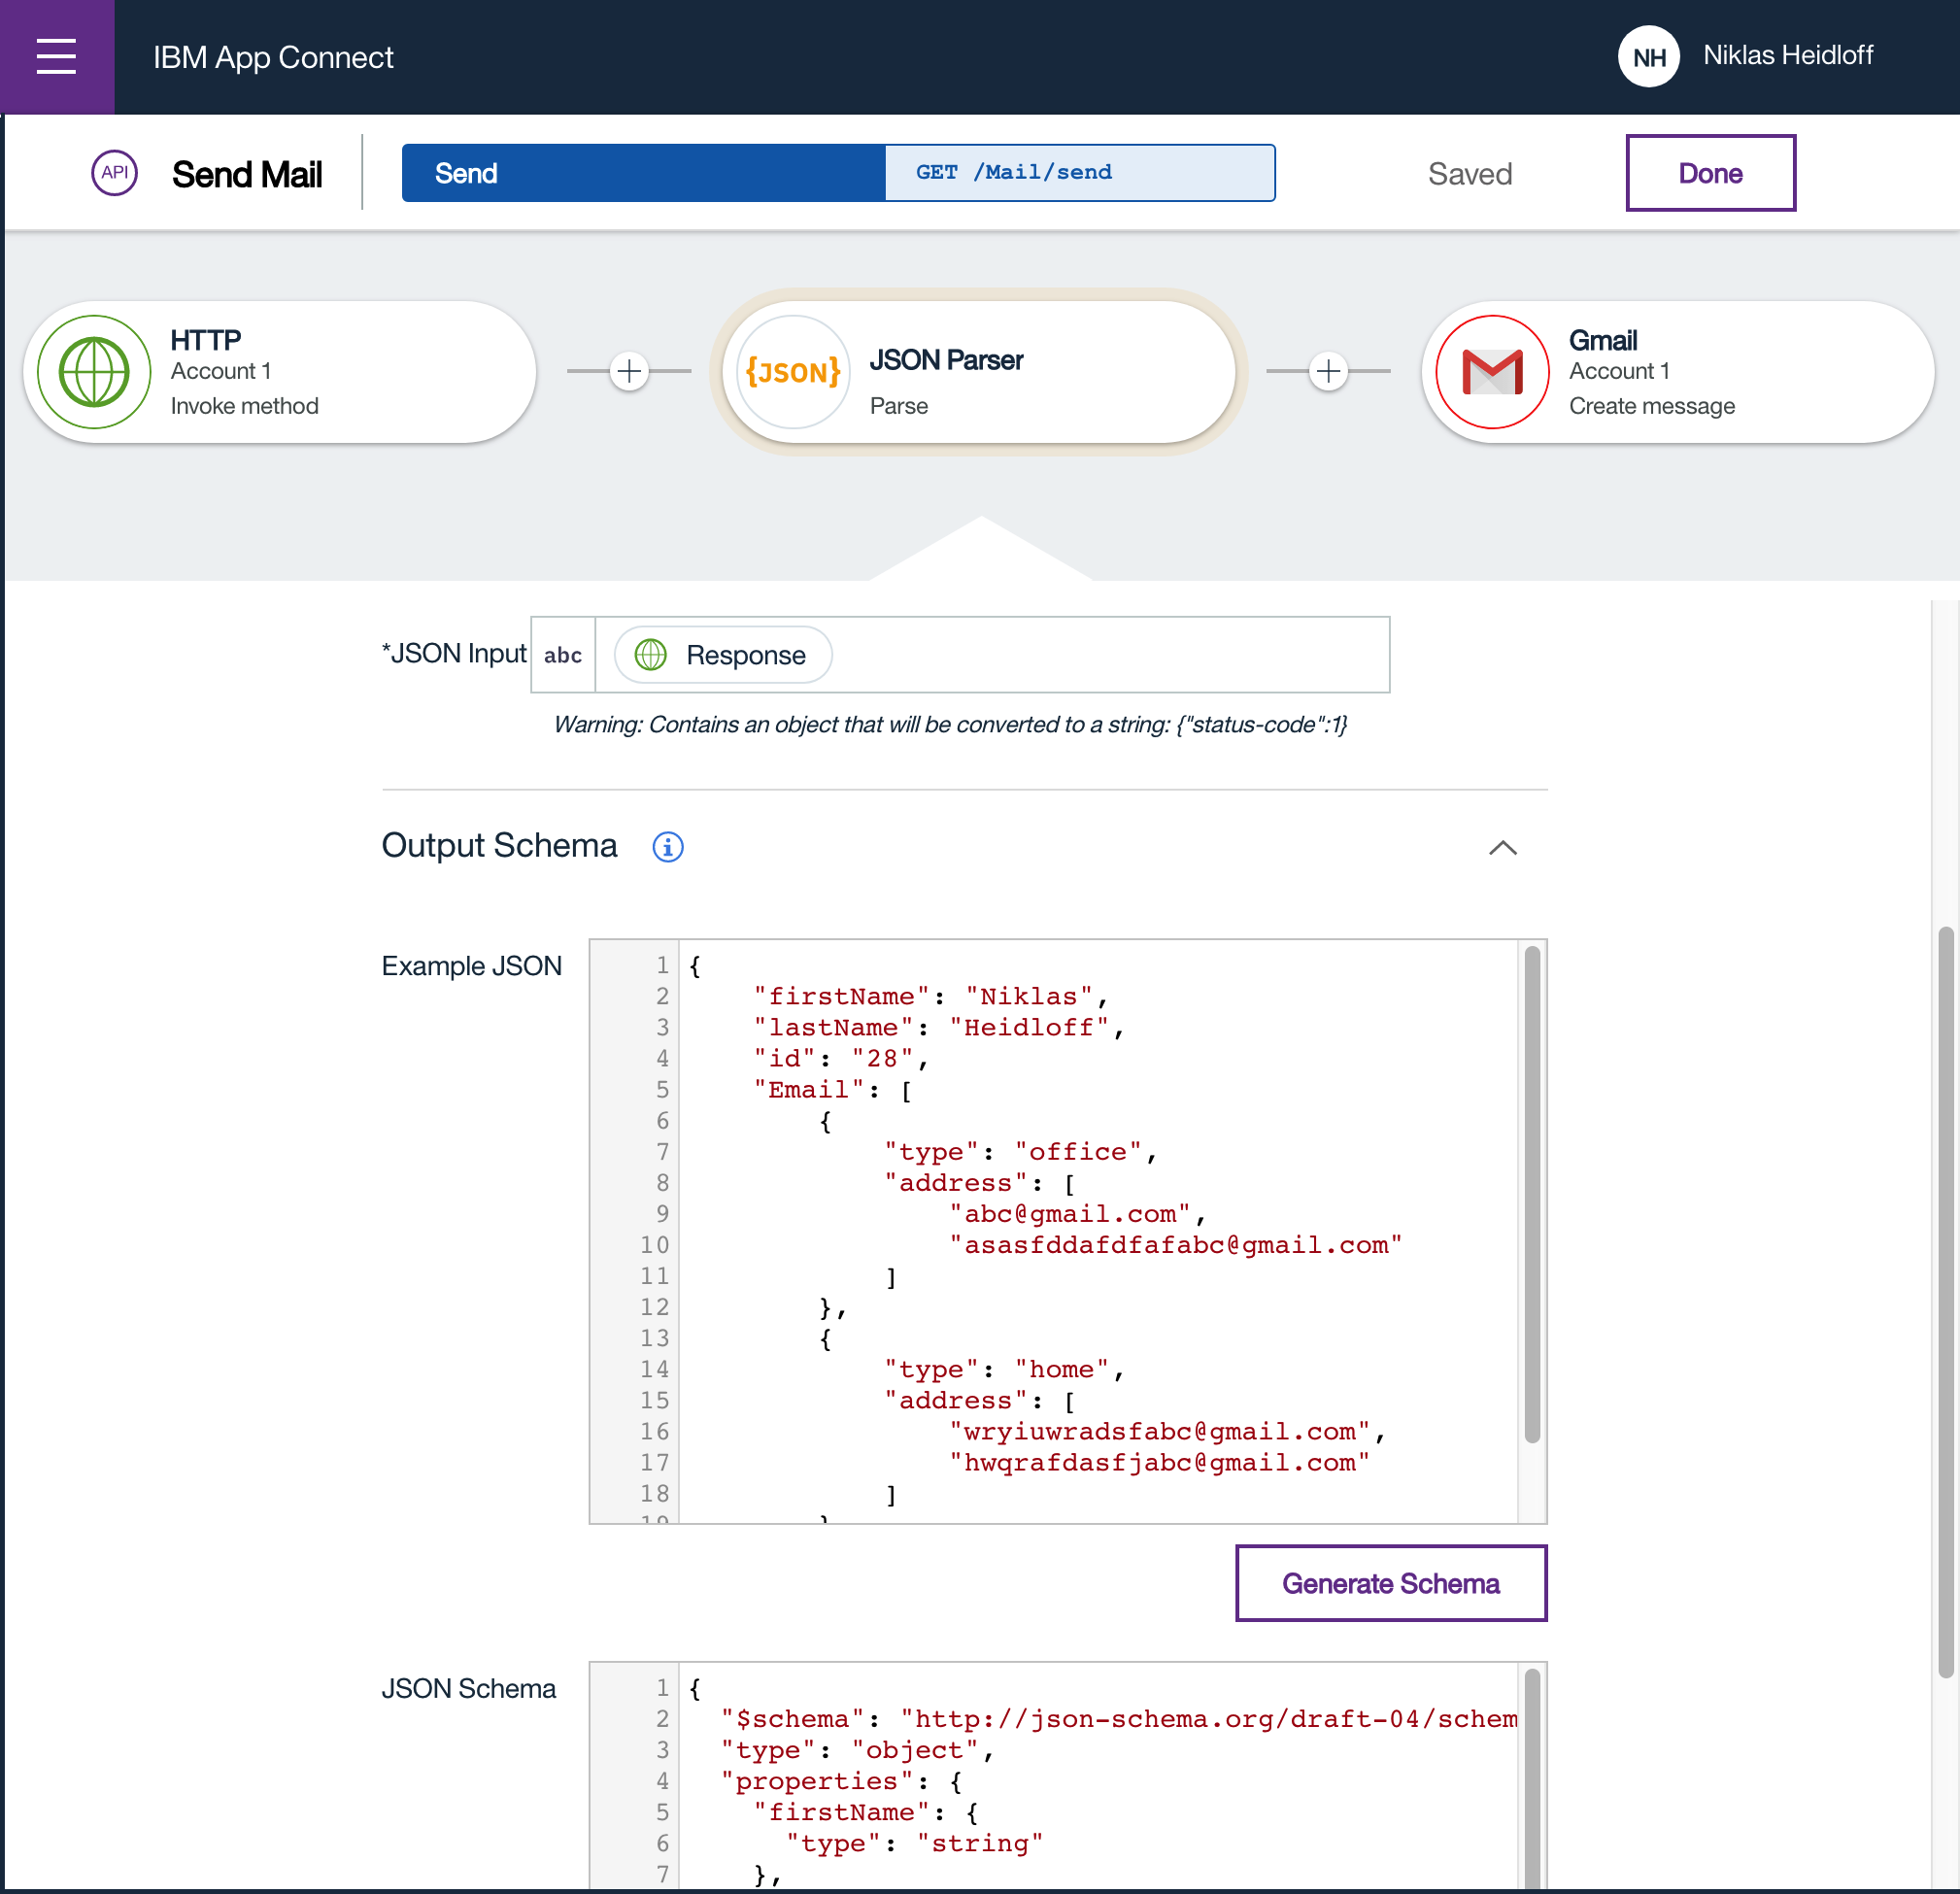 IBM App Connect
NH Niklas Heidloff
API Send Mail Send GET /Mail/send Saved Done
HTTP
Account 1
Invoke method
{JSON}
JSON Parser
Parse
Gmail
Account 1
Create message
*JSON Input abc Response
Warning: Contains an object that will be converted to a string: {"status-code":1}
Output Schema i
Example JSON
1 {
2 "firstName": "Niklas",
3 "lastName": "Heidloff",
4 "id": "28",
5 "Email": [
6 {
7 "type": "office",
8 "address": [
9 "abc@gmail.com",
10 "asasfddafdfafabc@gmail.com"
11 ]
12 },
13 {
14 "type": "home",
15 "address": [
16 "wryiuwradsfabc@gmail.com",
17 "hwqrafdasfjabc@gmail.com"
18 ]
19 }
Generate Schema
JSON Schema
1 {
2 "$schema": "http://json-schema.org/draft-04/schem
3 "type": "object",
4 "properties": {
5 "firstName": {
6 "type": "string"
7 },